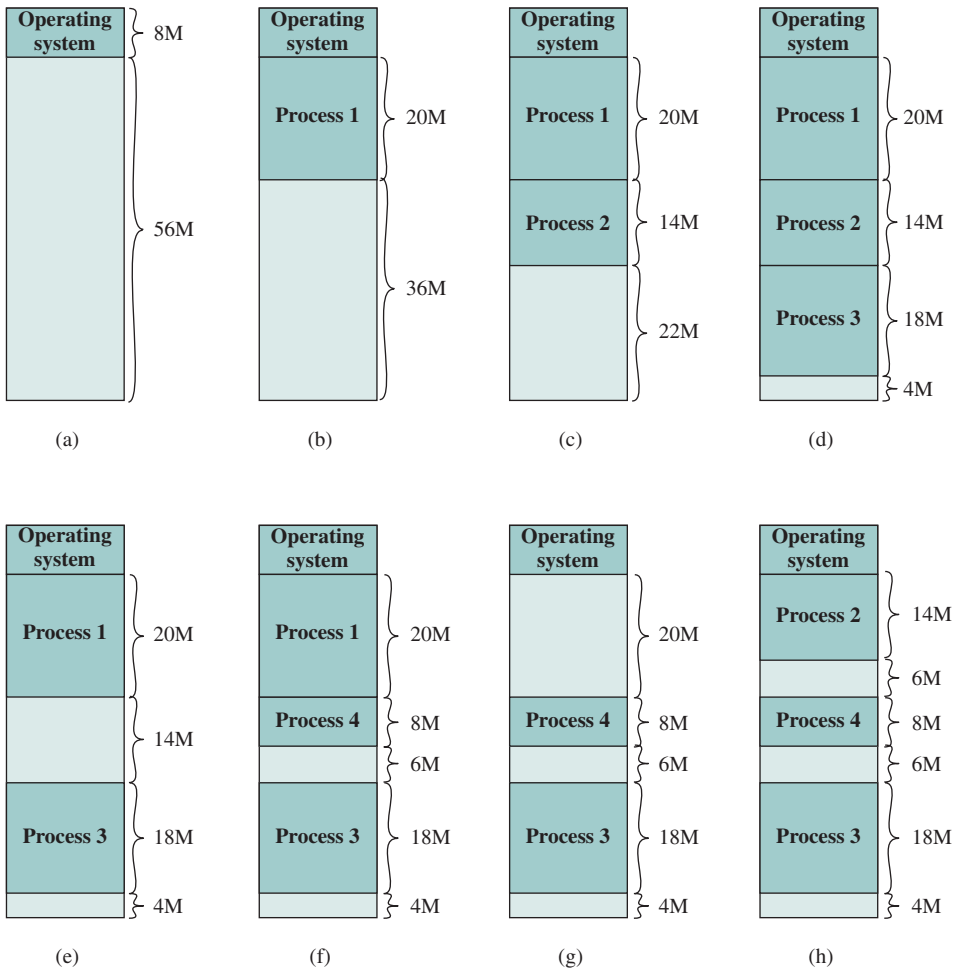 Operating
system
8M
56M
(a)
Operating
system
Process 1
20M
36M
(b)
Operating
system
Process 1
20M
Process 2
14M
22M
(c)
Operating
system
Process 1
20M
Process 2
14M
Process 3
18M
4M
(d)
Operating
system
Process 1
20M
14M
Process 3
18M
4M
(e)
Operating
system
Process 1
20M
Process 4
8M
6M
Process 3
18M
4M
(f)
Operating
system
20M
Process 4
8M
6M
Process 3
18M
4M
(g)
Operating
system
Process 2
14M
6M
Process 4
8M
6M
Process 3
18M
4M
(h)